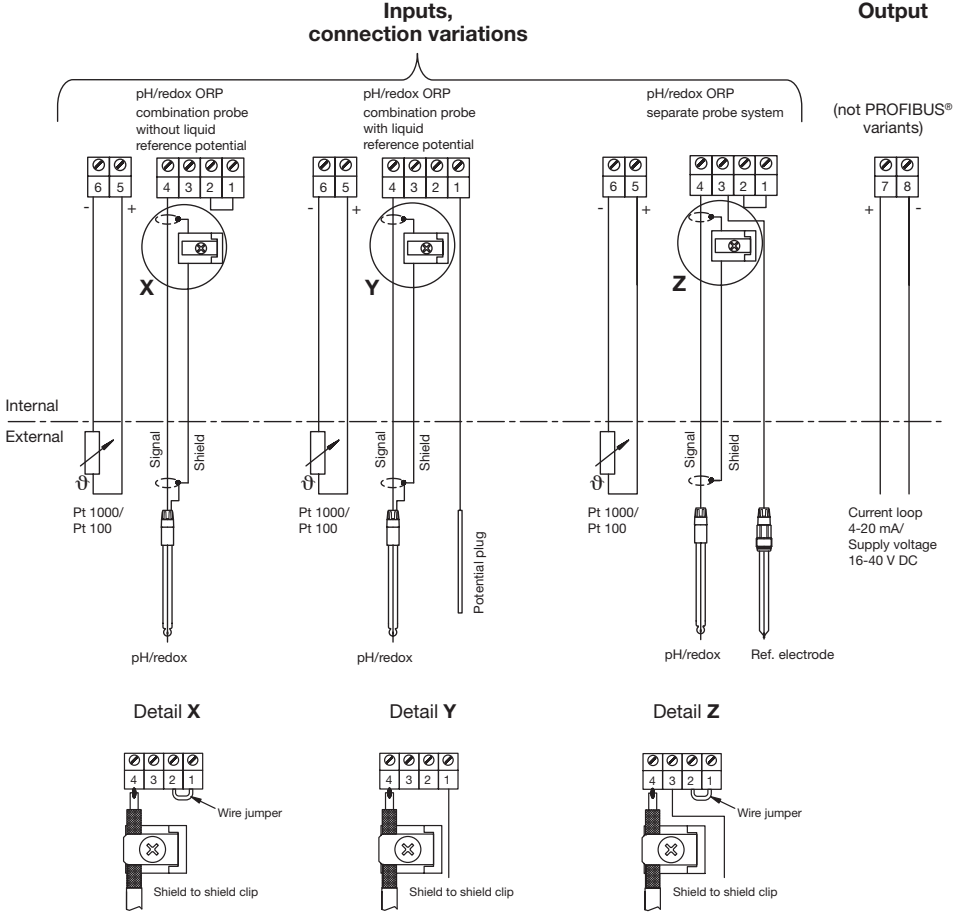 Inputs,
connection variations
Output
pH/redox ORP
combination probe
without liquid
reference potential
pH/redox ORP
combination probe
with liquid
reference potential
pH/redox ORP
separate probe system
(not PROFIBUS®
variants)
6 5
4 3 2 1
6 5
4 3 2 1
6 5
4 3 2 1
7 8
- +
- +
- +
+ -
X
Y
Z
Internal
External
Signal
Shield
Signal
Shield
Signal
Shield
ϑ
ϑ
ϑ
Pt 1000/
Pt 100
Pt 1000/
Pt 100
Potential plug
Pt 1000/
Pt 100
Current loop
4-20 mA/
Supply voltage
16-40 V DC
pH/redox
pH/redox
pH/redox
Ref. electrode
Detail X
Detail Y
Detail Z
4 3 2 1
4 3 2 1
4 3 2 1
Wire jumper
Wire jumper
Shield to shield clip
Shield to shield clip
Shield to shield clip